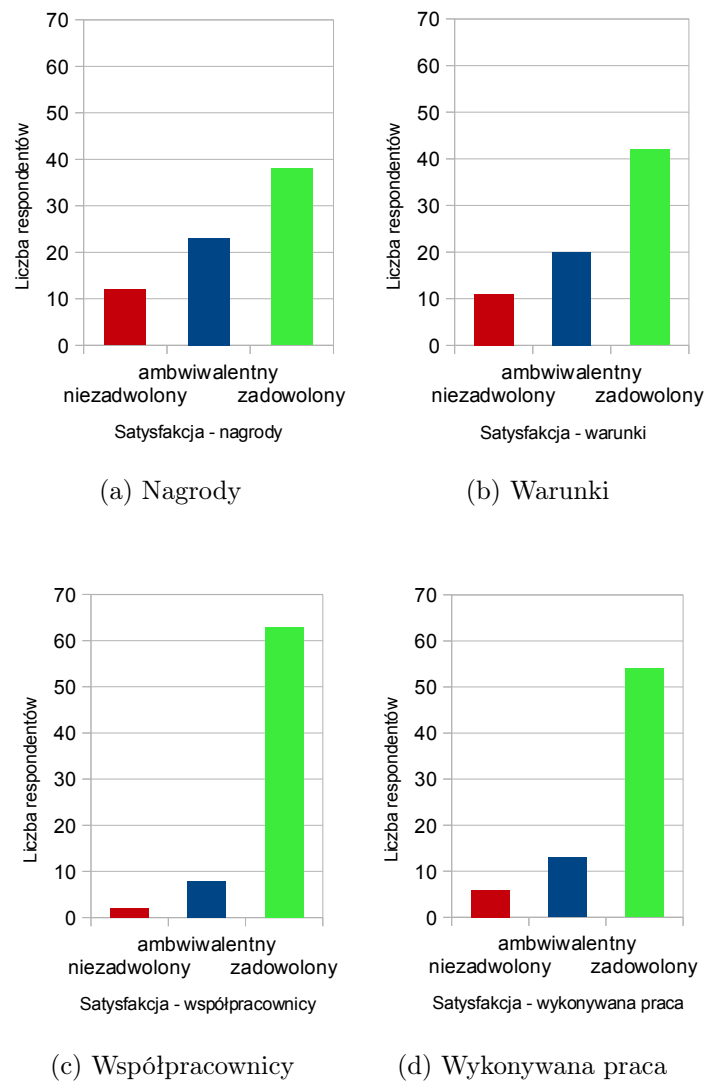 70
60
50
40
30
20
10
0
Liczba respondentów
ambwiwalentny
niezadwolony zadowolony
Satysfakcja - nagrody
(a) Nagrody
70
60
50
40
30
20
10
0
Liczba respondentów
ambwiwalentny
niezadwolony zadowolony
Satysfakcja - warunki
(b) Warunki
70
60
50
40
30
20
10
0
Liczba respondentów
ambwiwalentny
niezadwolony zadowolony
Satysfakcja - współpracownicy
(c) Współpracownicy
70
60
50
40
30
20
10
0
Liczba respondentów
ambwiwalentny
niezadwolony zadowolony
Satysfakcja - wykonywana praca
(d) Wykonywana praca